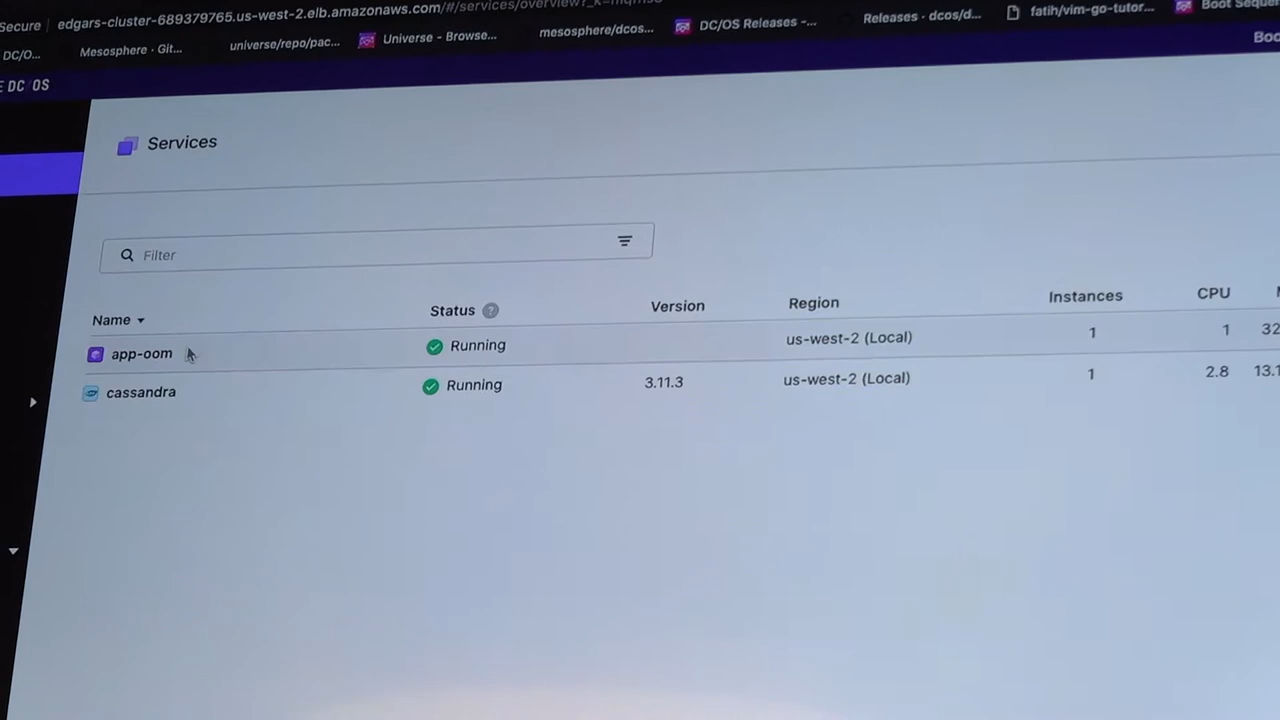 Secure edgars-cluster-689379765.us-west-2.elb.amazonaws.com/#/services/overview?_k=
DC/O... Mesosphere · Git... universe/repo/pac... Universe - Browse... mesosphere/dcos... DC/OS Releases -... Releases · dcos/d... fatih/vim-go-tutor... Boot Seque
DC/OS Boo
Services
Filter
Name Status ? Version Region Instances CPU
app-oom Running us-west-2 (Local) 1 1 32
cassandra Running 3.11.3 us-west-2 (Local) 1 2.8 13.1